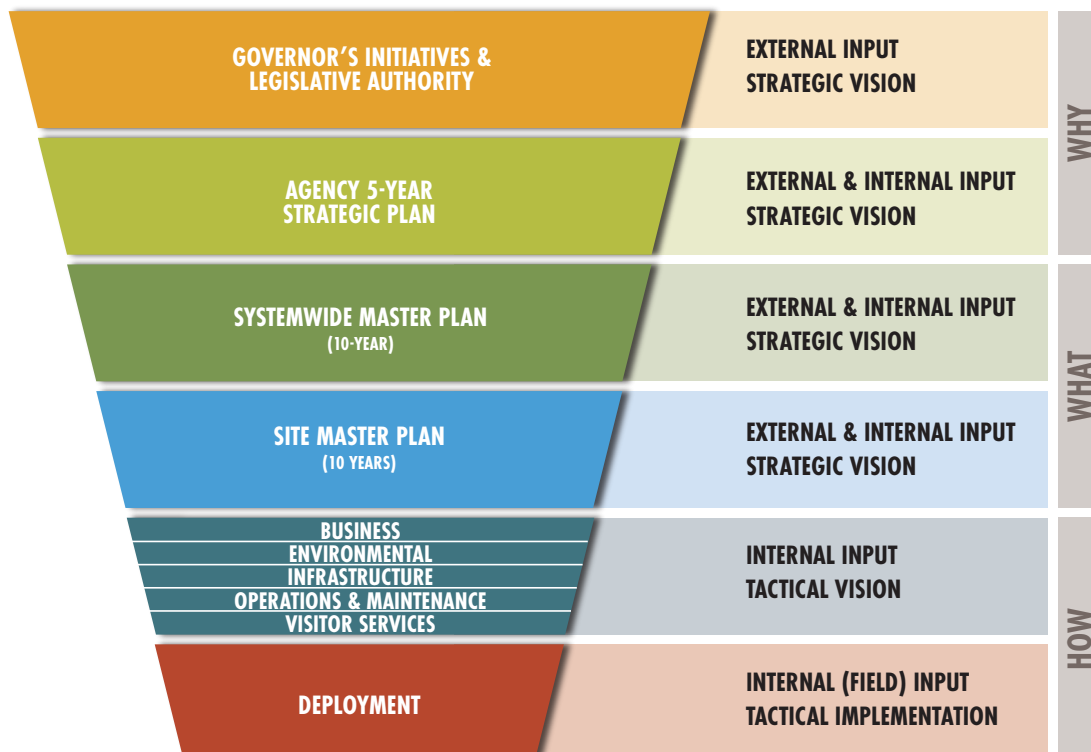 GOVERNOR'S INITIATIVES &
LEGISLATIVE AUTHORITY
EXTERNAL INPUT
STRATEGIC VISION
WHY
AGENCY 5-YEAR
STRATEGIC PLAN
EXTERNAL & INTERNAL INPUT
STRATEGIC VISION
SYSTEMWIDE MASTER PLAN
(10-YEAR)
EXTERNAL & INTERNAL INPUT
STRATEGIC VISION
WHAT
SITE MASTER PLAN
(10 YEARS)
EXTERNAL & INTERNAL INPUT
STRATEGIC VISION
BUSINESS
ENVIRONMENTAL
INFRASTRUCTURE
OPERATIONS & MAINTENANCE
VISITOR SERVICES
INTERNAL INPUT
TACTICAL VISION
HOW
DEPLOYMENT
INTERNAL (FIELD) INPUT
TACTICAL IMPLEMENTATION